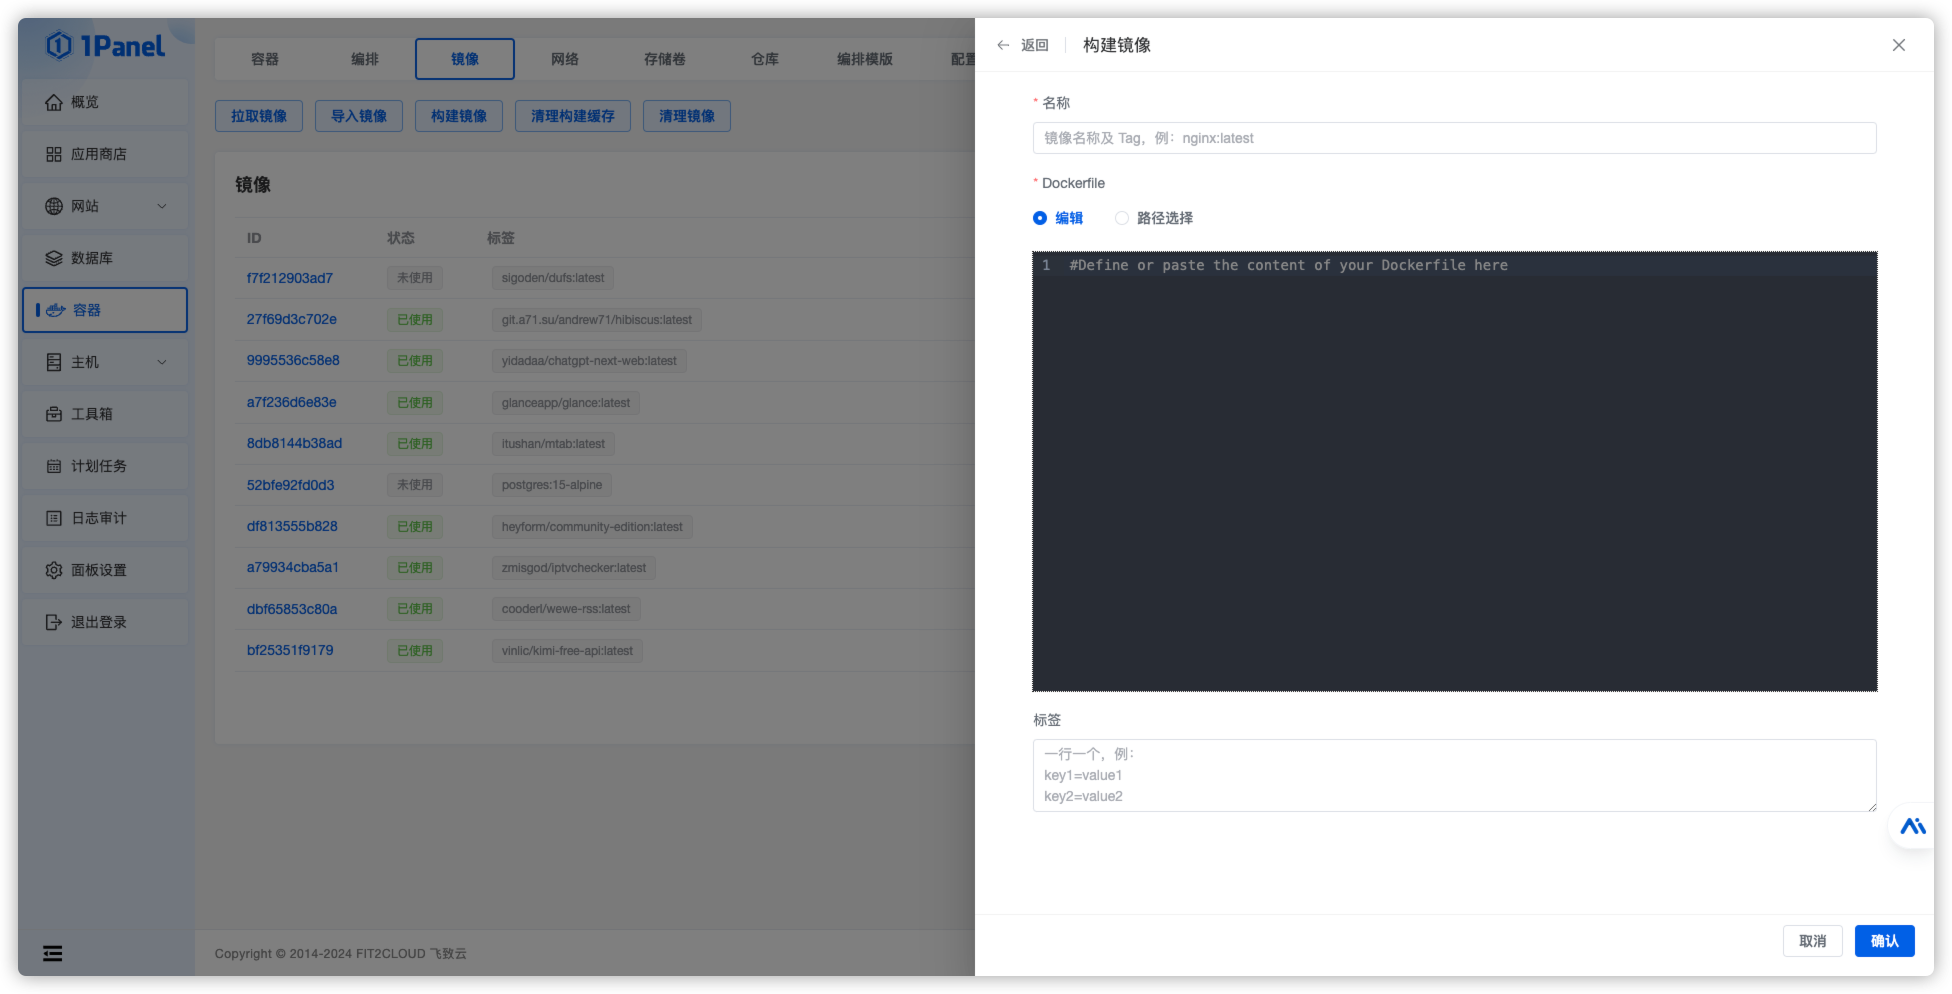 1Panel
概览
应用商店
网站
数据库
容器
主机
工具箱
计划任务
日志审计
面板设置
退出登录
容器 编排 镜像 网络 存储卷 仓库 编排模版 配置
拉取镜像 导入镜像 构建镜像 清理构建缓存 清理镜像
镜像
ID 状态 标签
f7f212903ad7 未使用 sigoden/dufs:latest
27f69d3c702e 已使用 git.a71.su/andrew71/hibiscus:latest
9995536c58e8 已使用 yidadaa/chatgpt-next-web:latest
a7f236d6e83e 已使用 glanceapp/glance:latest
8db8144b38ad 已使用 itushan/mtab:latest
52bfe92fd0d3 未使用 postgres:15-alpine
df813555b828 已使用 heyform/community-edition:latest
a79934cba5a1 已使用 zmisgod/iptvchecker:latest
dbf65853c80a 已使用 cooderl/wewe-rss:latest
bf25351f9179 已使用 vinlic/kimi-free-api:latest
Copyright © 2014-2024 FIT2CLOUD 飞致云
返回 构建镜像
* 名称
镜像名称及 Tag，例：nginx:latest
* Dockerfile
编辑 路径选择
1 #Define or paste the content of your Dockerfile here
标签
一行一个，例：
key1=value1
key2=value2
取消 确认